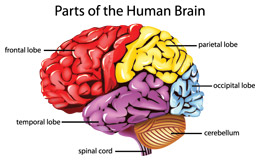 Parts of the Human Brain
frontal lobe
parietal lobe
occipital lobe
temporal lobe
cerebellum
spinal cord